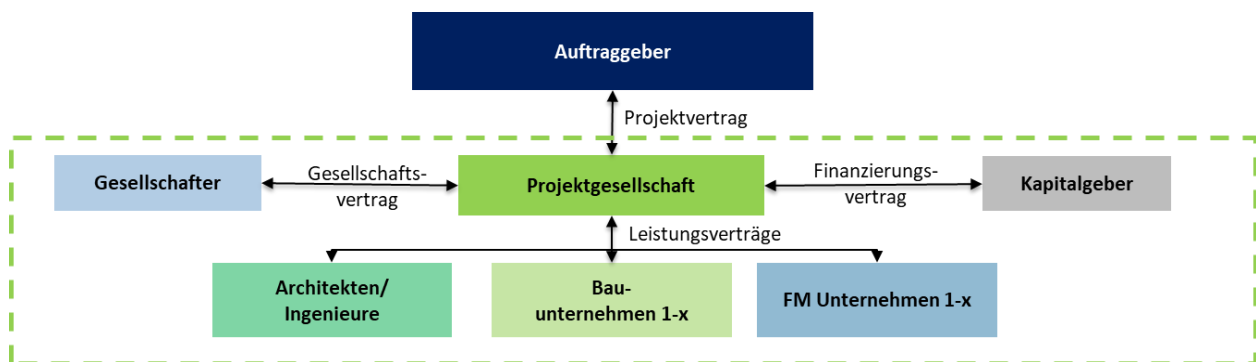 Auftraggeber
Projektvertrag
Gesellschafter
Gesellschafts-
vertrag
Projektgesellschaft
Finanzierungs-
vertrag
Kapitalgeber
Leistungsverträge
Architekten/
Ingenieure
Bau-
unternehmen 1-x
FM Unternehmen 1-x